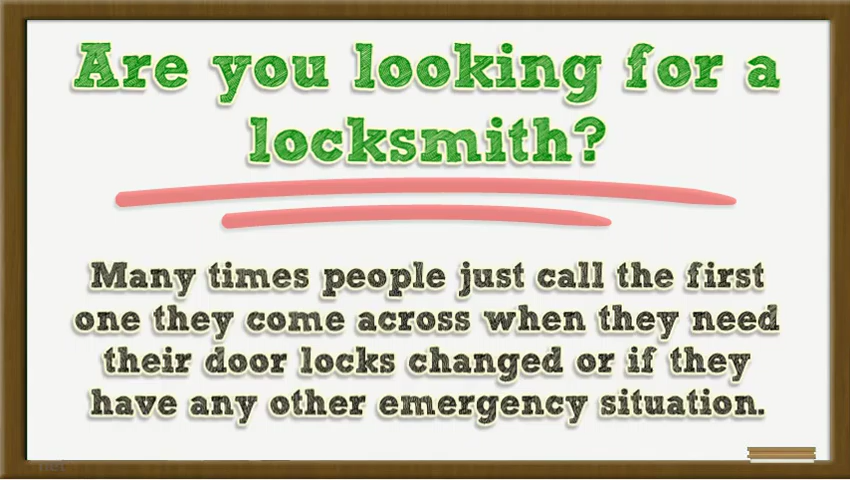 Are you looking for a
locksmith?
Many times people just call the first
one they come across when they need
their door locks changed or if they
have any other emergency situation.
net